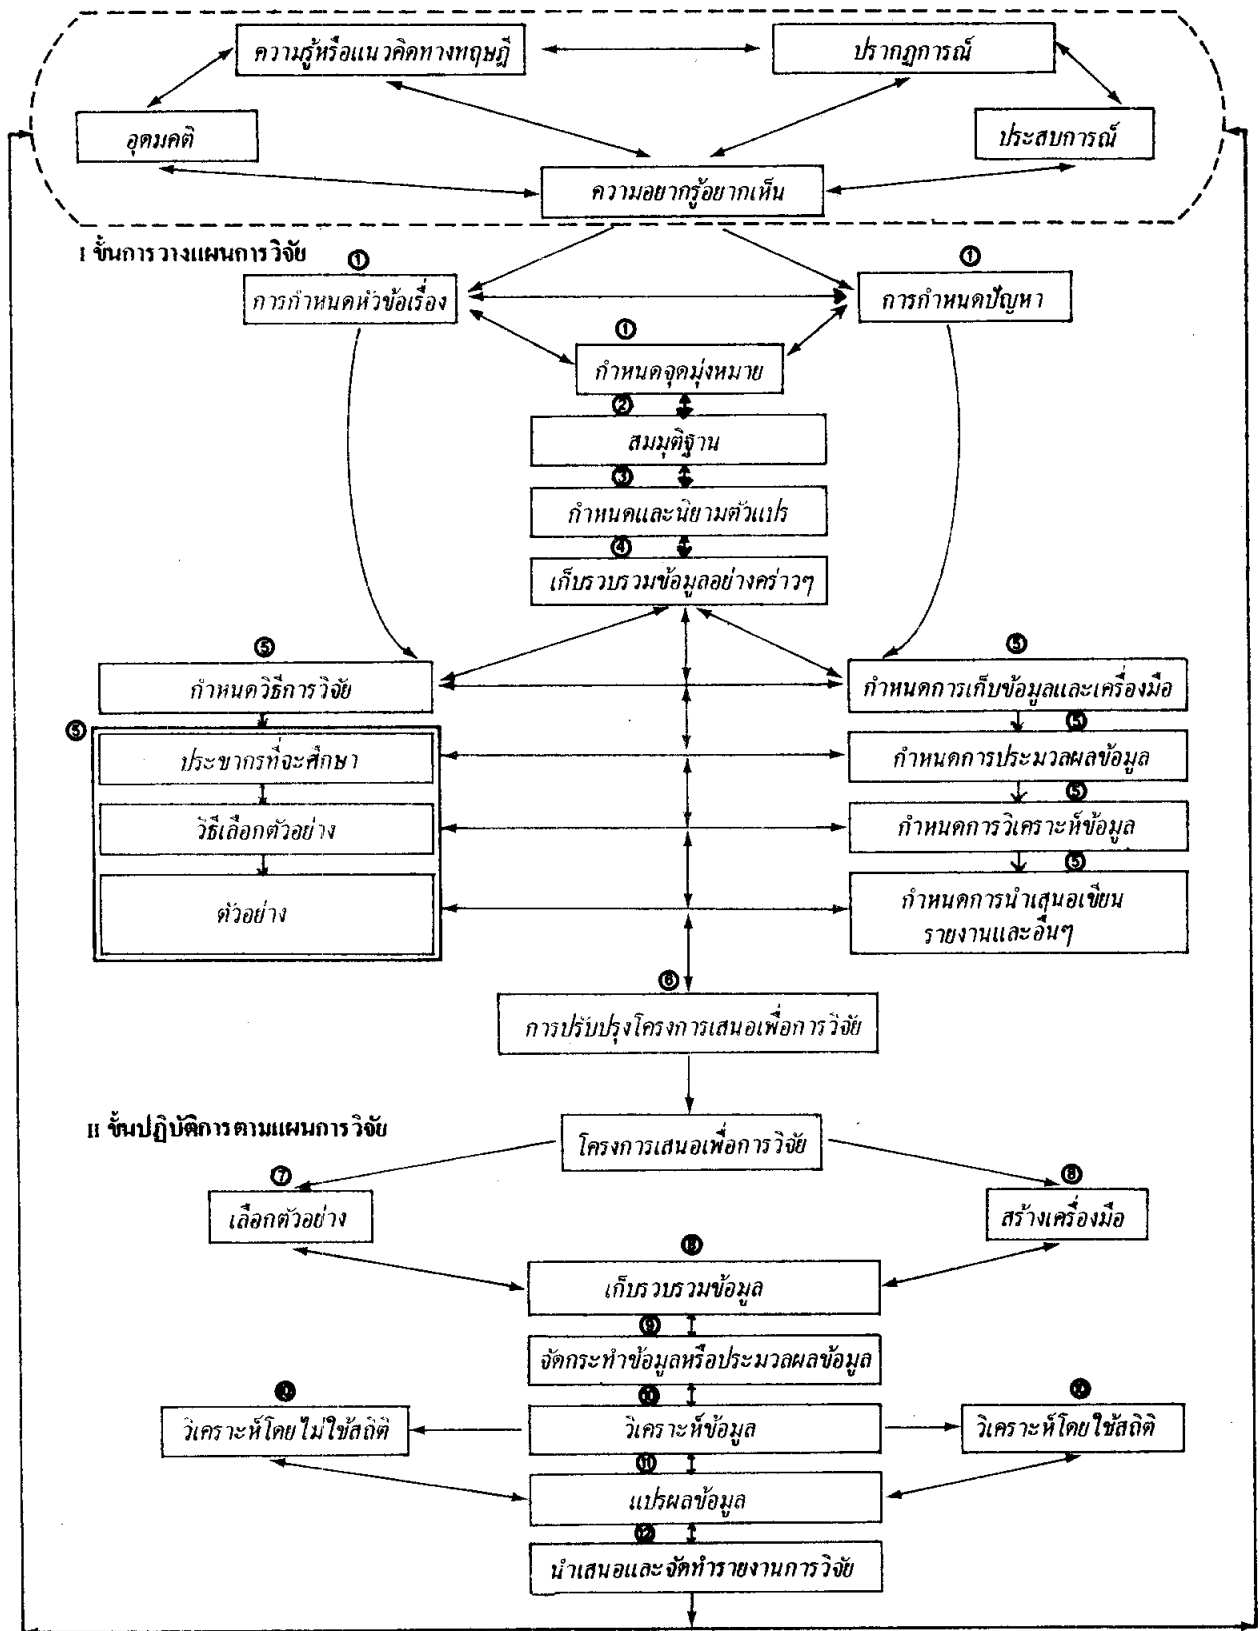 ความรู้หรือแนวคิดทางทฤษฎี
ปรากฏการณ์
อุดมคติ
ประสบการณ์
ความอยากรู้อยากเห็น
I ขั้นการวางแผนการวิจัย
①
①
การกำหนดหัวข้อเรื่อง
การกำหนดปัญหา
①
กำหนดจุดมุ่งหมาย
②
สมมุติฐาน
③
กำหนดและนิยามตัวแปร
④
เก็บรวบรวมข้อมูลอย่างคร่าวๆ
⑤
⑤
กำหนดวิธีการวิจัย
กำหนดการเก็บข้อมูลและเครื่องมือ
⑤
⑤
ประชากรที่จะศึกษา
กำหนดการประมวลผลข้อมูล
⑤
วิธีเลือกตัวอย่าง
กำหนดการวิเคราะห์ข้อมูล
⑤
ตัวอย่าง
กำหนดการนำเสนอเขียน
รายงานและอื่นๆ
⑥
การปรับปรุงโครงการเสนอเพื่อการวิจัย
II ขั้นปฏิบัติการตามแผนการวิจัย
โครงการเสนอเพื่อการวิจัย
⑦
⑧
เลือกตัวอย่าง
สร้างเครื่องมือ
⑧
เก็บรวบรวมข้อมูล
⑨
จัดกระทำข้อมูลหรือประมวลผลข้อมูล
⑩
⑩
⑩
วิเคราะห์โดยไม่ใช้สถิติ
วิเคราะห์ข้อมูล
วิเคราะห์โดยใช้สถิติ
⑪
แปรผลข้อมูล
⑫
นำเสนอและจัดทำรายงานการวิจัย